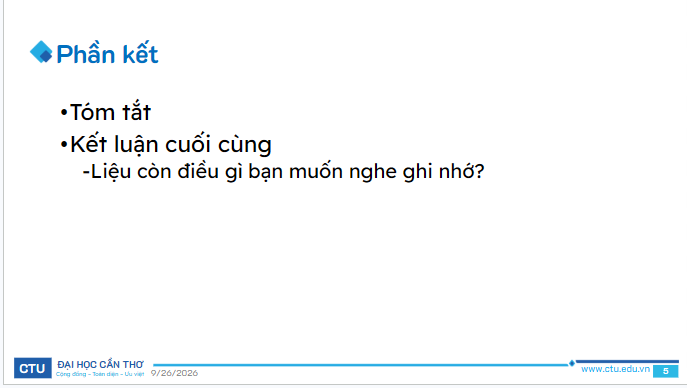 Phần kết
•Tóm tắt
•Kết luận cuối cùng
-Liệu còn điều gì bạn muốn nghe ghi nhớ?
CTU
ĐẠI HỌC CẦN THƠ
Cộng đồng – Toàn diện – Ưu việt
9/26/2026
www.ctu.edu.vn
5